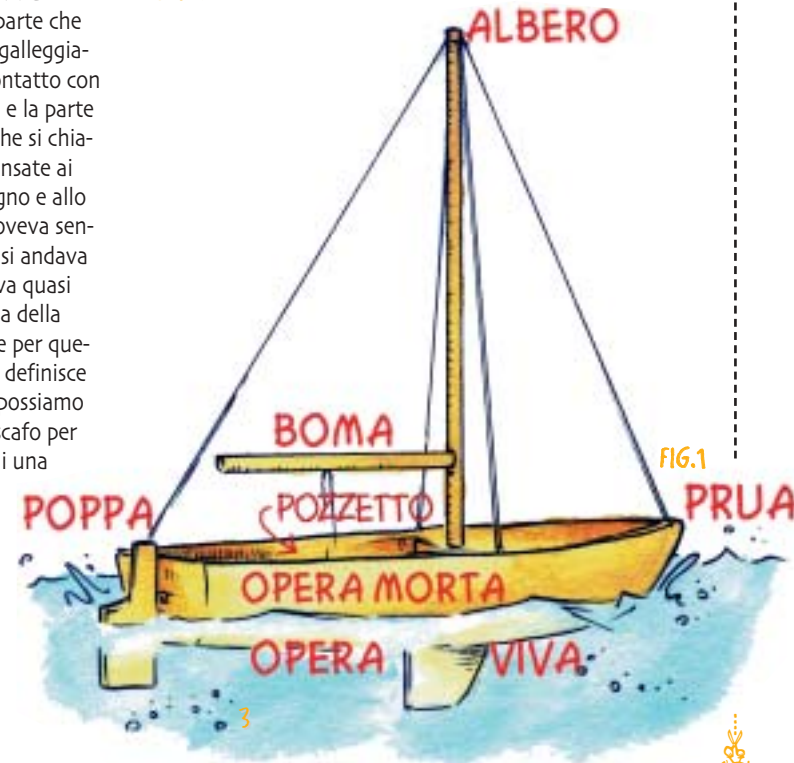 parte che
galleggia-
ontatto con
e la parte
he si chia-
nsate ai
gno e allo
oveva sen-
si andava
va quasi
a della
e per que-
definisce
possiamo
scafo per
i una
ALBERO
BOMA
FIG.1
POPPA
POZZETTO
PRUA
OPERA MORTA
OPERA VIVA
3